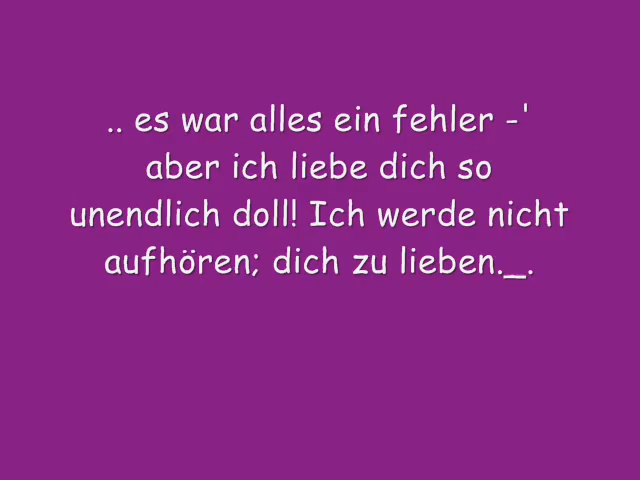 .. es war alles ein fehler -'
aber ich liebe dich so
unendlich doll! Ich werde nicht
aufhören; dich zu lieben._.